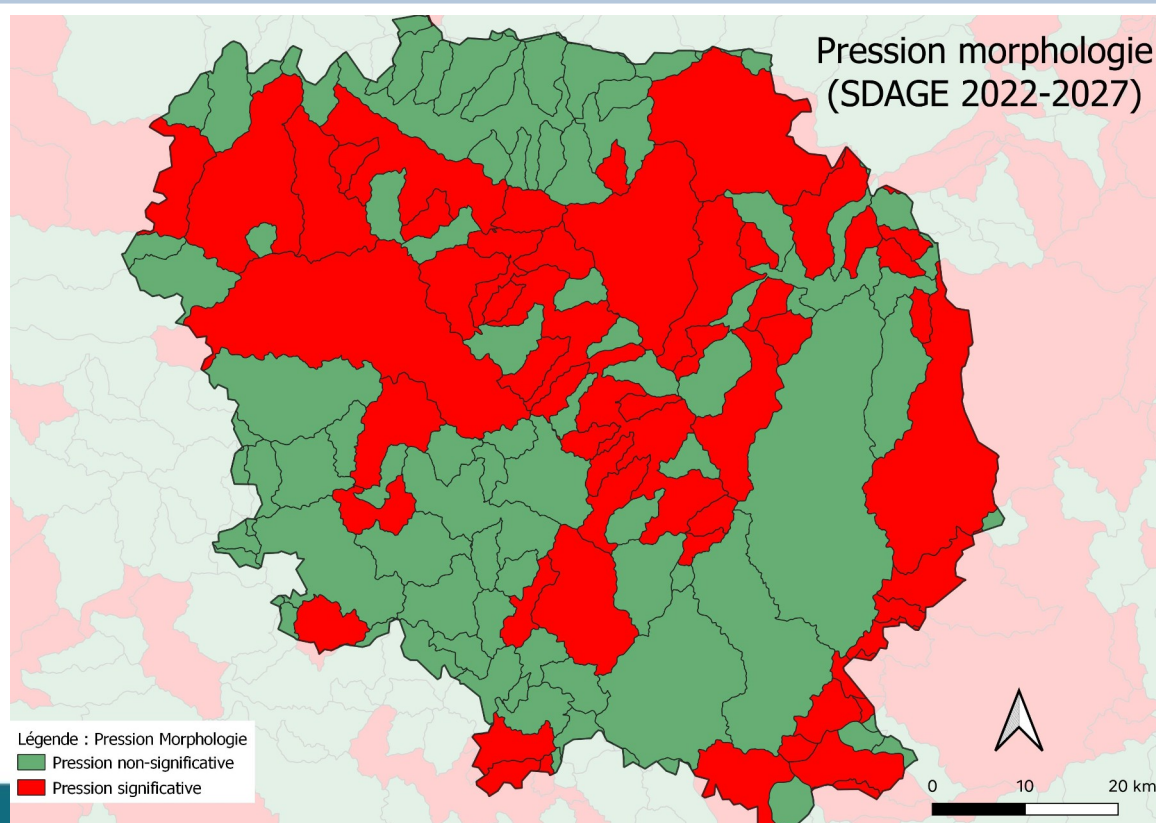 Pression morphologie
(SDAGE 2022-2027)
Légende : Pression Morphologie
Pression non-significative
Pression significative
0 10 20 km